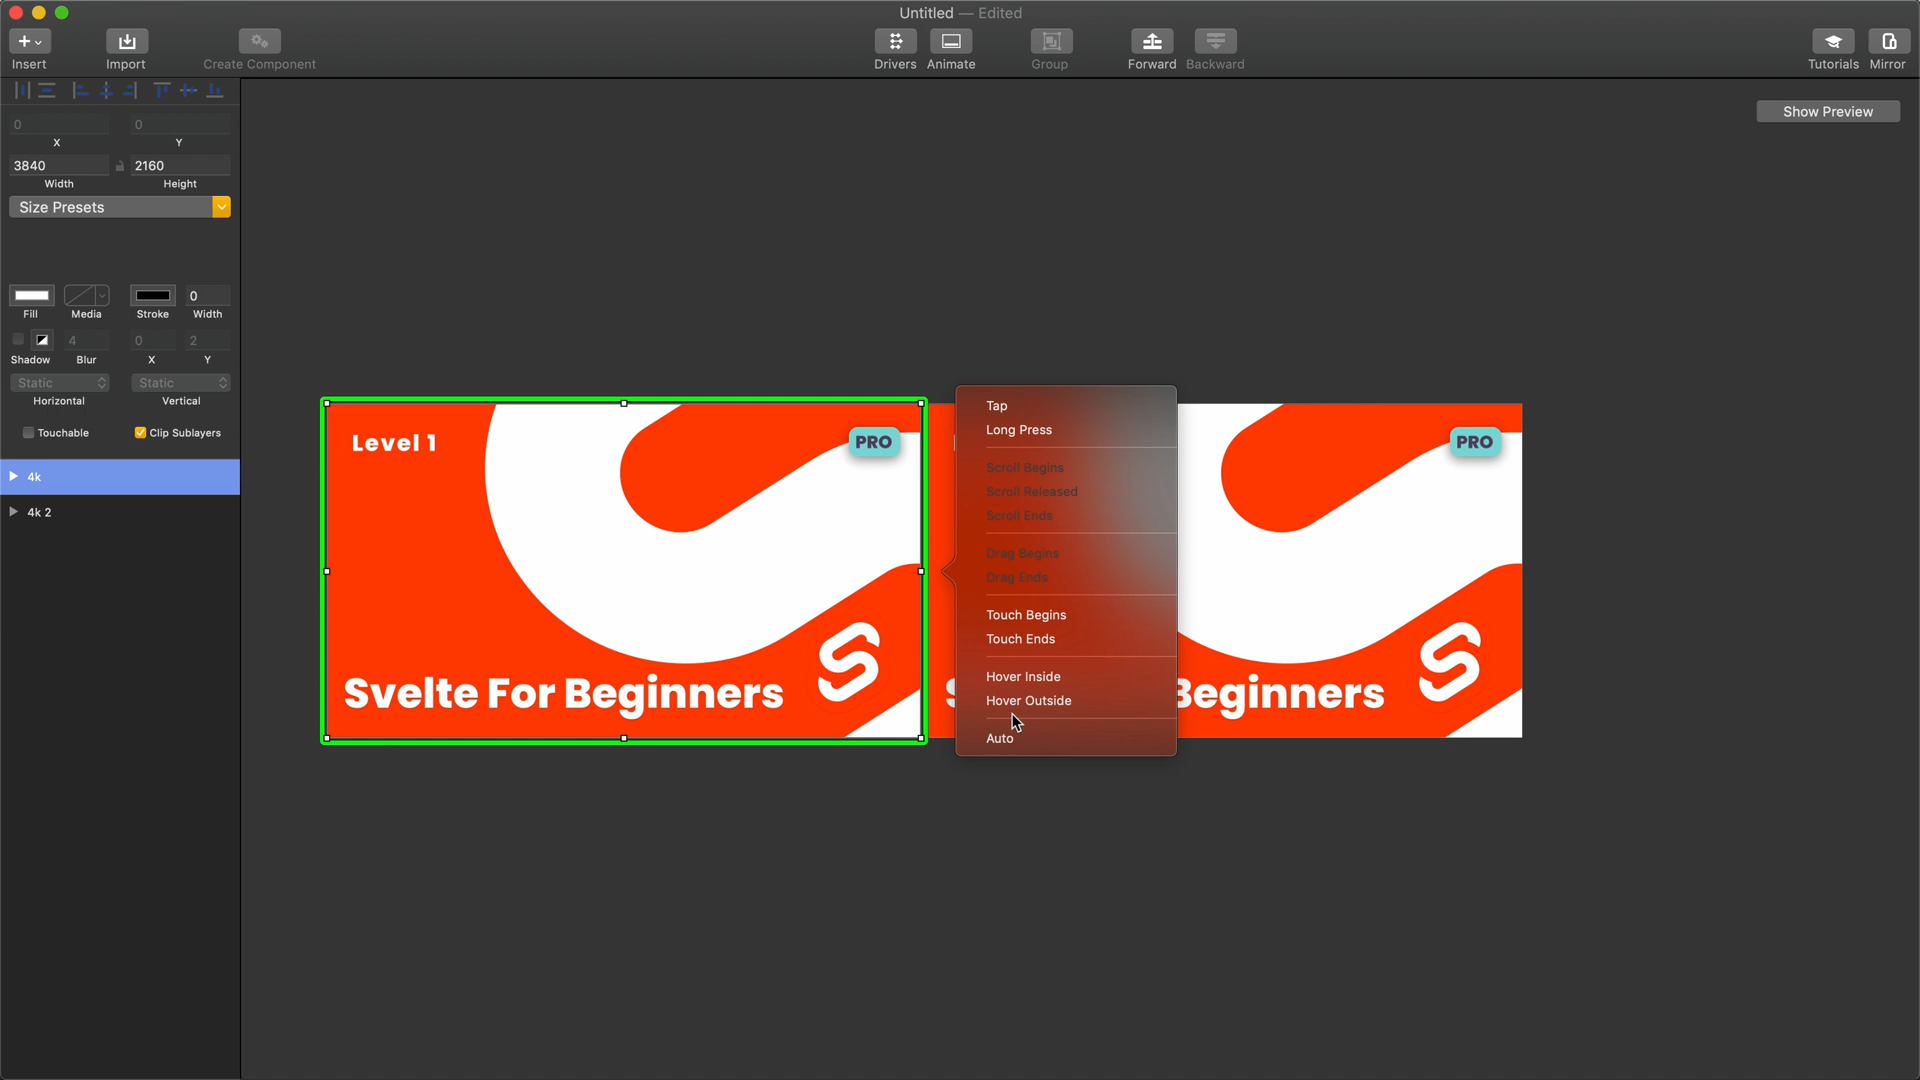 Untitled — Edited
Insert
Import
Create Component
Drivers
Animate
Group
Forward
Backward
Tutorials
Mirror
0
0
X
Y
3840
2160
Width
Height
Size Presets
Show Preview
0
Fill
Media
Stroke
Width
4
0
2
Shadow
Blur
X
Y
Static
Static
Horizontal
Vertical
Touchable
Clip Sublayers
4k
4k 2
Level 1
PRO
Svelte For Beginners
Tap
Long Press
Scroll Begins
Scroll Released
Scroll Ends
Drag Begins
Drag Ends
Touch Begins
Touch Ends
Hover Inside
Hover Outside
Auto
PRO
Beginners